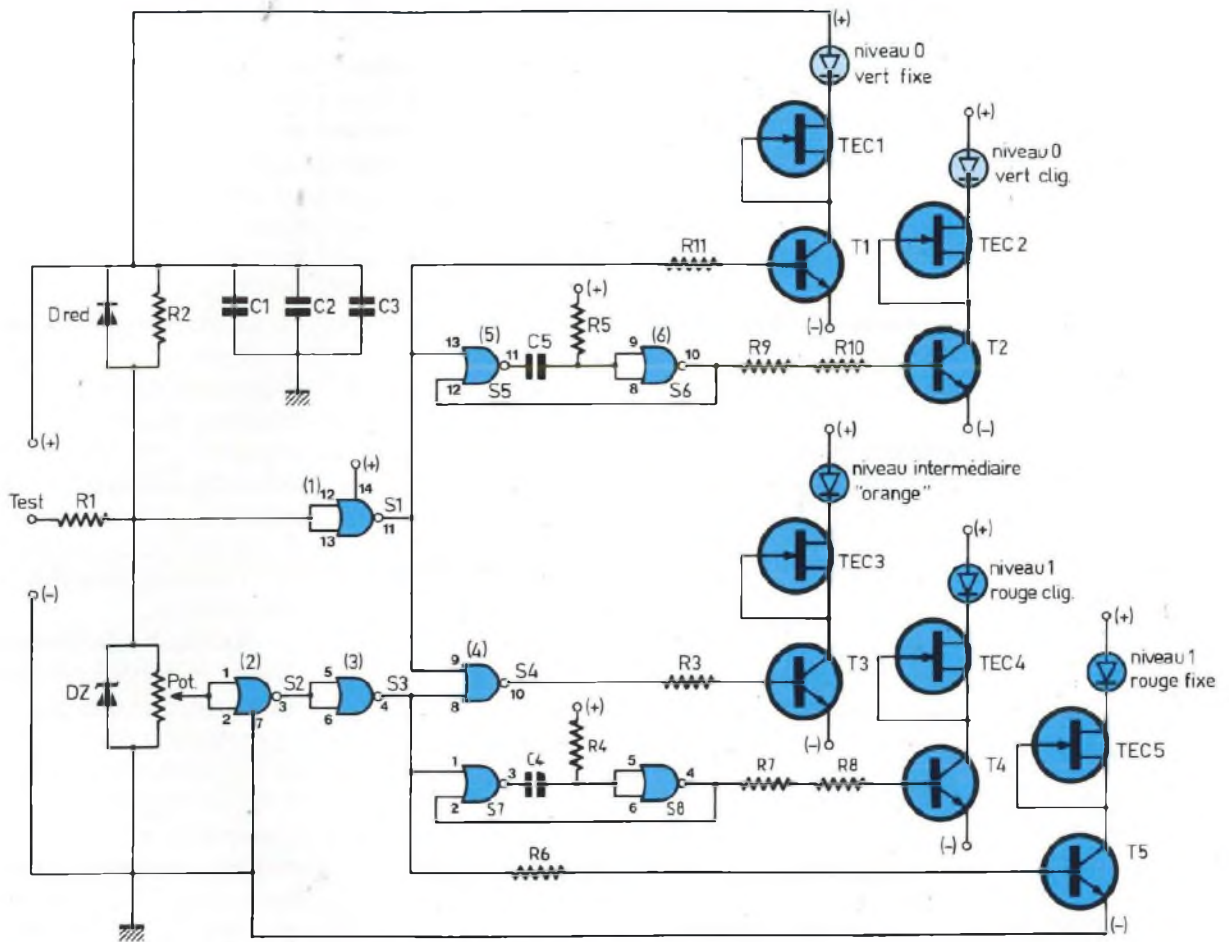 (+)
niveau 0
vert fixe
TEC1
(+)
niveau 0
vert clig.
TEC2
R11
T1
(-)
D red
R2
C1
C2
C3
(+)
R5
13
(5)
11
C5
12
S5
9
(6)
10
8
S6
R9
R10
T2
(-)
(+)
Test
R1
(-)
(+)
(1)
12
14
S1
13
11
(+)
niveau intermédiaire
"orange"
TEC3
(+)
niveau 1
rouge clig.
TEC4
(+)
niveau 1
rouge fixe
TEC5
DZ
Pot.
1
(2)
S2
2
7
3
5
(3)
S3
6
4
9
(4)
S4
8
10
R3
T3
(-)
(+)
R4
1
3
C4
2
S7
5
4
6
S8
R7
R8
T4
(-)
R6
T5
(-)